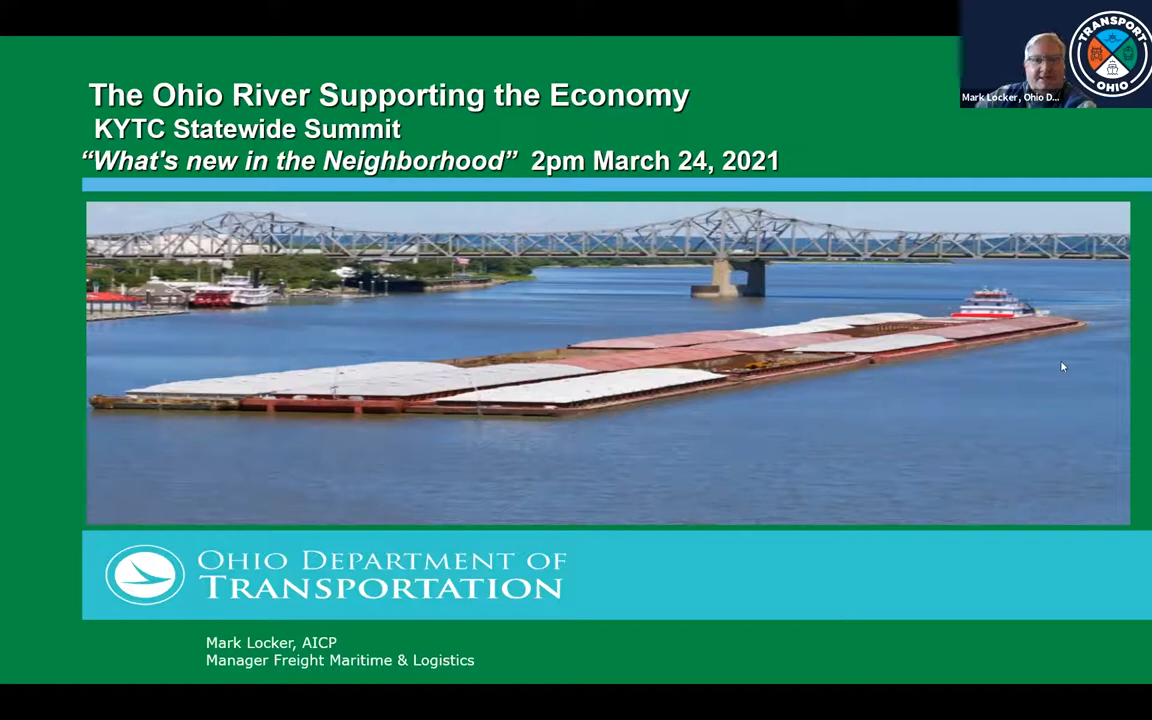 The Ohio River Supporting the Economy
KYTC Statewide Summit
“What's new in the Neighborhood” 2pm March 24, 2021
TRANSPORT
OHIO
Mark Locker, Ohio D...
OHIO DEPARTMENT OF
TRANSPORTATION
Mark Locker, AICP
Manager Freight Maritime & Logistics